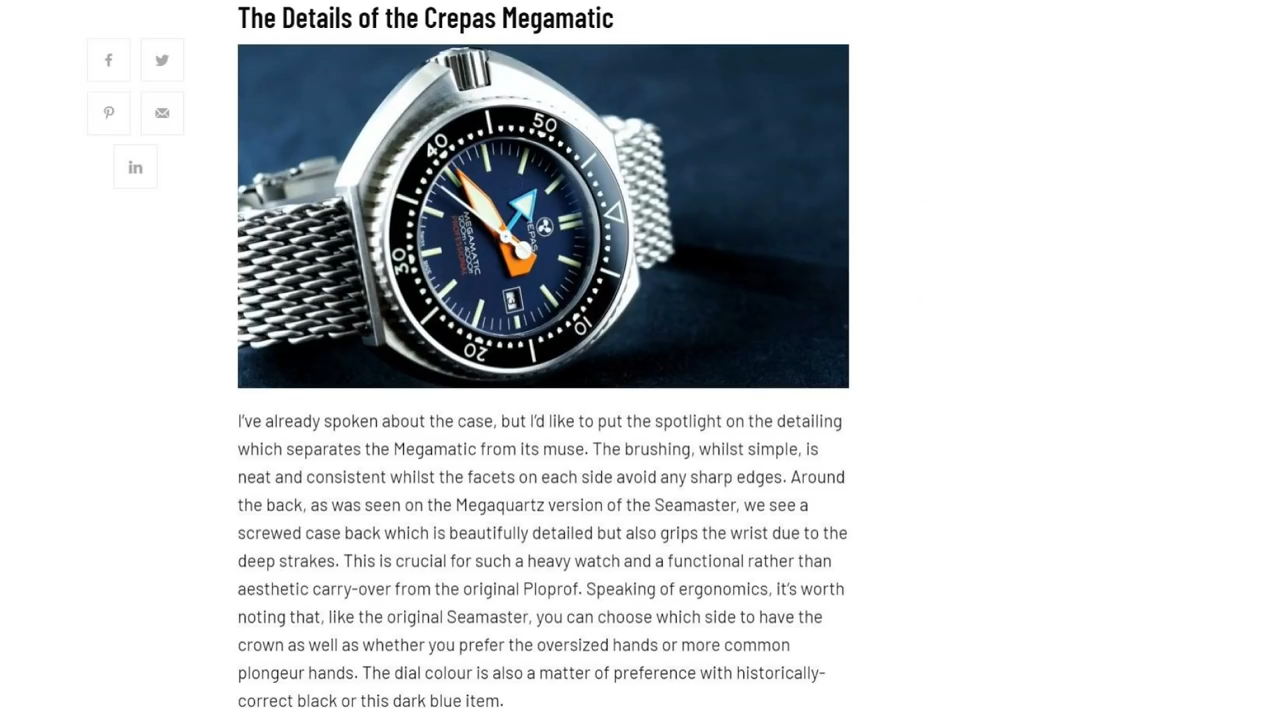 The Details of the Crepas Megamatic
50
40
30
20
10
MEGAMATIC
PROFESSIONAL
I've already spoken about the case, but I'd like to put the spotlight on the detailing
which separates the Megamatic from its muse. The brushing, whilst simple, is
neat and consistent whilst the facets on each side avoid any sharp edges. Around
the back, as was seen on the Megaquartz version of the Seamaster, we see a
screwed case back which is beautifully detailed but also grips the wrist due to the
deep strakes. This is crucial for such a heavy watch and a functional rather than
aesthetic carry-over from the original Ploprof. Speaking of ergonomics, it's worth
noting that, like the original Seamaster, you can choose which side to have the
crown as well as whether you prefer the oversized hands or more common
plongeur hands. The dial colour is also a matter of preference with historically-
correct black or this dark blue item.